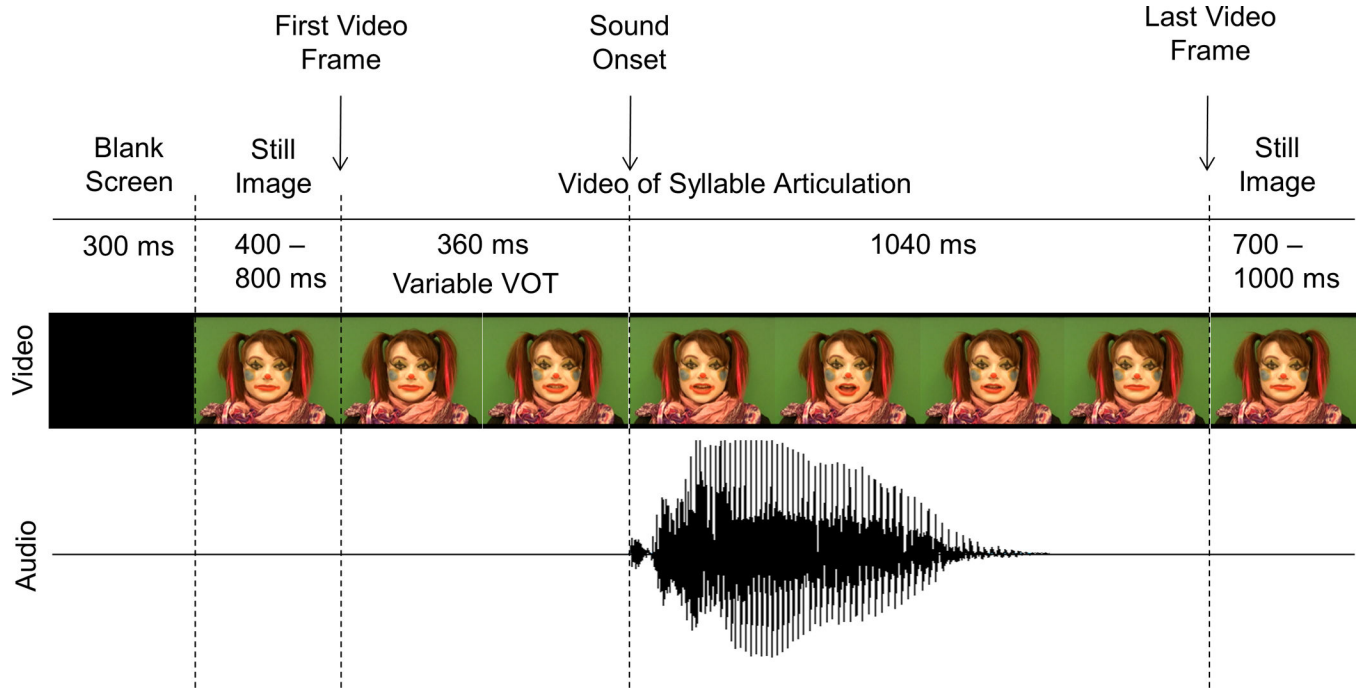 First Video
Frame
Sound
Onset
Last Video
Frame
Blank
Screen
Still
Image
Video of Syllable Articulation
Still
Image
300 ms
400 –
800 ms
360 ms
Variable VOT
1040 ms
700 –
1000 ms
Video
Audio